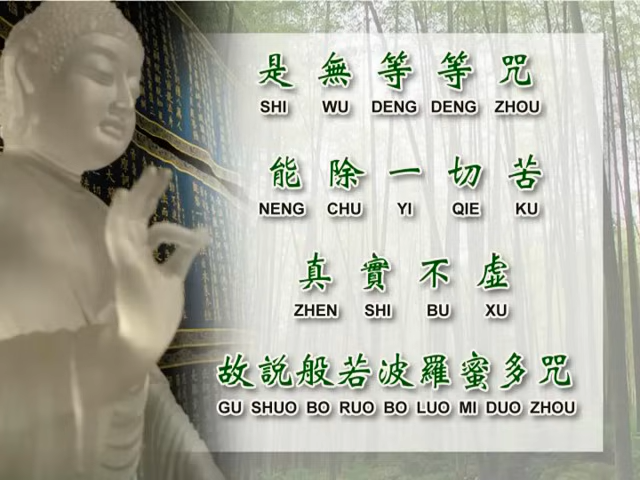 是無等等咒
SHI WU DENG DENG ZHOU
能除一切苦
NENG CHU YI QIE KU
真實不虛
ZHEN SHI BU XU
故說般若波羅蜜多咒
GU SHUO BO RUO BO LUO MI DUO ZHOU